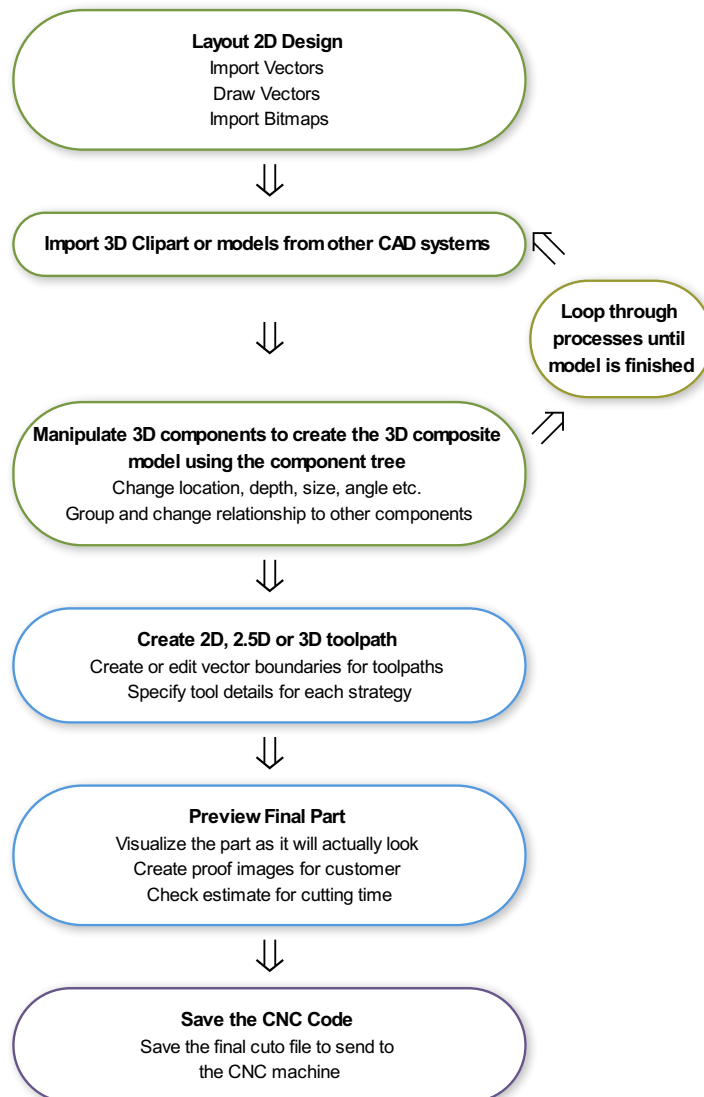 Layout 2D Design
Import Vectors
Draw Vectors
Import Bitmaps
Import 3D Clipart or models from other CAD systems
Loop through
processes until
model is finished
Manipulate 3D components to create the 3D composite
model using the component tree
Change location, depth, size, angle etc.
Group and change relationship to other components
Create 2D, 2.5D or 3D toolpath
Create or edit vector boundaries for toolpaths
Specify tool details for each strategy
Preview Final Part
Visualize the part as it will actually look
Create proof images for customer
Check estimate for cutting time
Save the CNC Code
Save the final cuto file to send to
the CNC machine